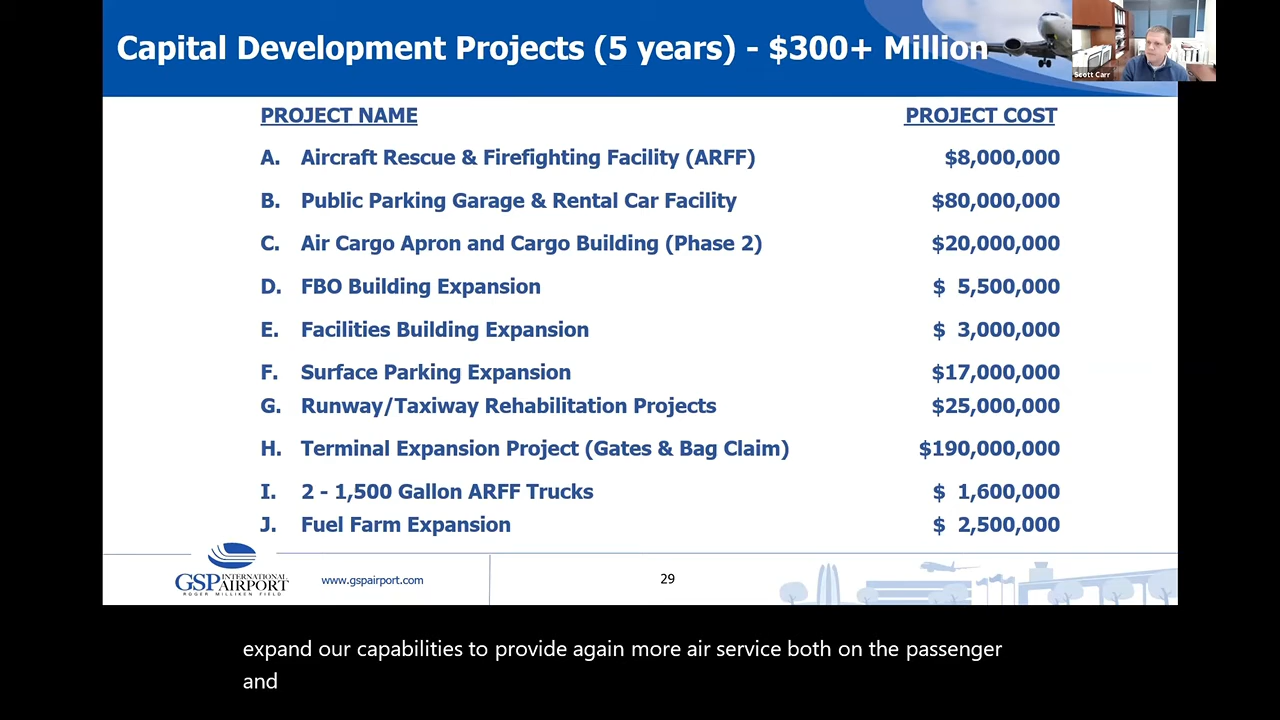 Capital Development Projects (5 years) - $300+ Million
Scott Carr
PROJECT NAME PROJECT COST
A. Aircraft Rescue & Firefighting Facility (ARFF) $8,000,000
B. Public Parking Garage & Rental Car Facility $80,000,000
C. Air Cargo Apron and Cargo Building (Phase 2) $20,000,000
D. FBO Building Expansion $ 5,500,000
E. Facilities Building Expansion $ 3,000,000
F. Surface Parking Expansion $17,000,000
G. Runway/Taxiway Rehabilitation Projects $25,000,000
H. Terminal Expansion Project (Gates & Bag Claim) $190,000,000
I. 2 - 1,500 Gallon ARFF Trucks $ 1,600,000
J. Fuel Farm Expansion $ 2,500,000
GSP INTERNATIONAL AIRPORT
ROGER MILLIKEN FIELD
www.gspairport.com
29
expand our capabilities to provide again more air service both on the passenger
and